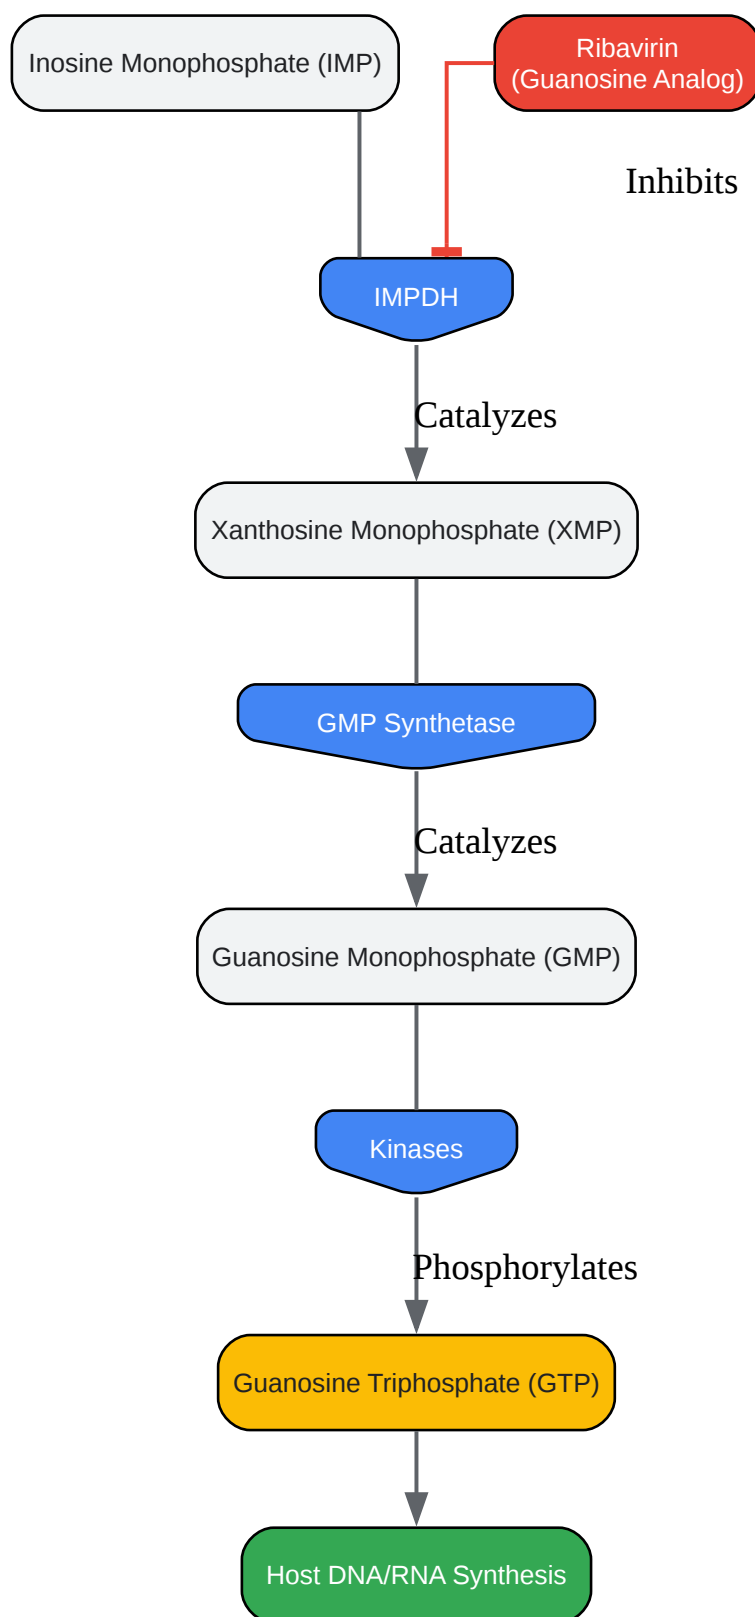 Inosine Monophosphate (IMP)
Ribavirin
(Guanosine Analog)
Inhibits
IMPDH
Catalyzes
Xanthosine Monophosphate (XMP)
GMP Synthetase
Catalyzes
Guanosine Monophosphate (GMP)
Kinases
Phosphorylates
Guanosine Triphosphate (GTP)
Host DNA/RNA Synthesis